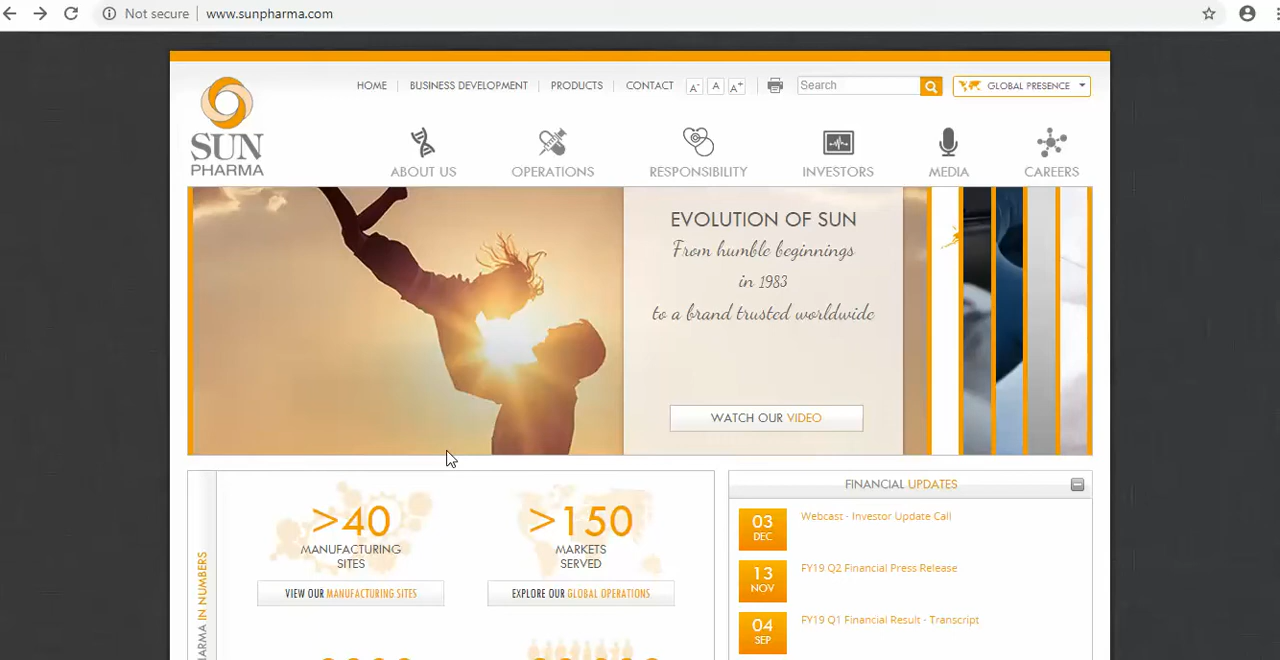 Not secure
www.sunpharma.com
HOME
BUSINESS DEVELOPMENT
PRODUCTS
CONTACT
A-
A
A+
Search
GLOBAL PRESENCE
SUN
PHARMA
ABOUT US
OPERATIONS
RESPONSIBILITY
INVESTORS
MEDIA
CAREERS
EVOLUTION OF SUN
From humble beginnings
in 1983
to a brand trusted worldwide
WATCH OUR VIDEO
ARMA IN NUMBERS
>40
MANUFACTURING
SITES
VIEW OUR MANUFACTURING SITES
>150
MARKETS
SERVED
EXPLORE OUR GLOBAL OPERATIONS
FINANCIAL UPDATES
03
DEC
Webcast - Investor Update Call
13
NOV
FY19 Q2 Financial Press Release
04
SEP
FY19 Q1 Financial Result - Transcript